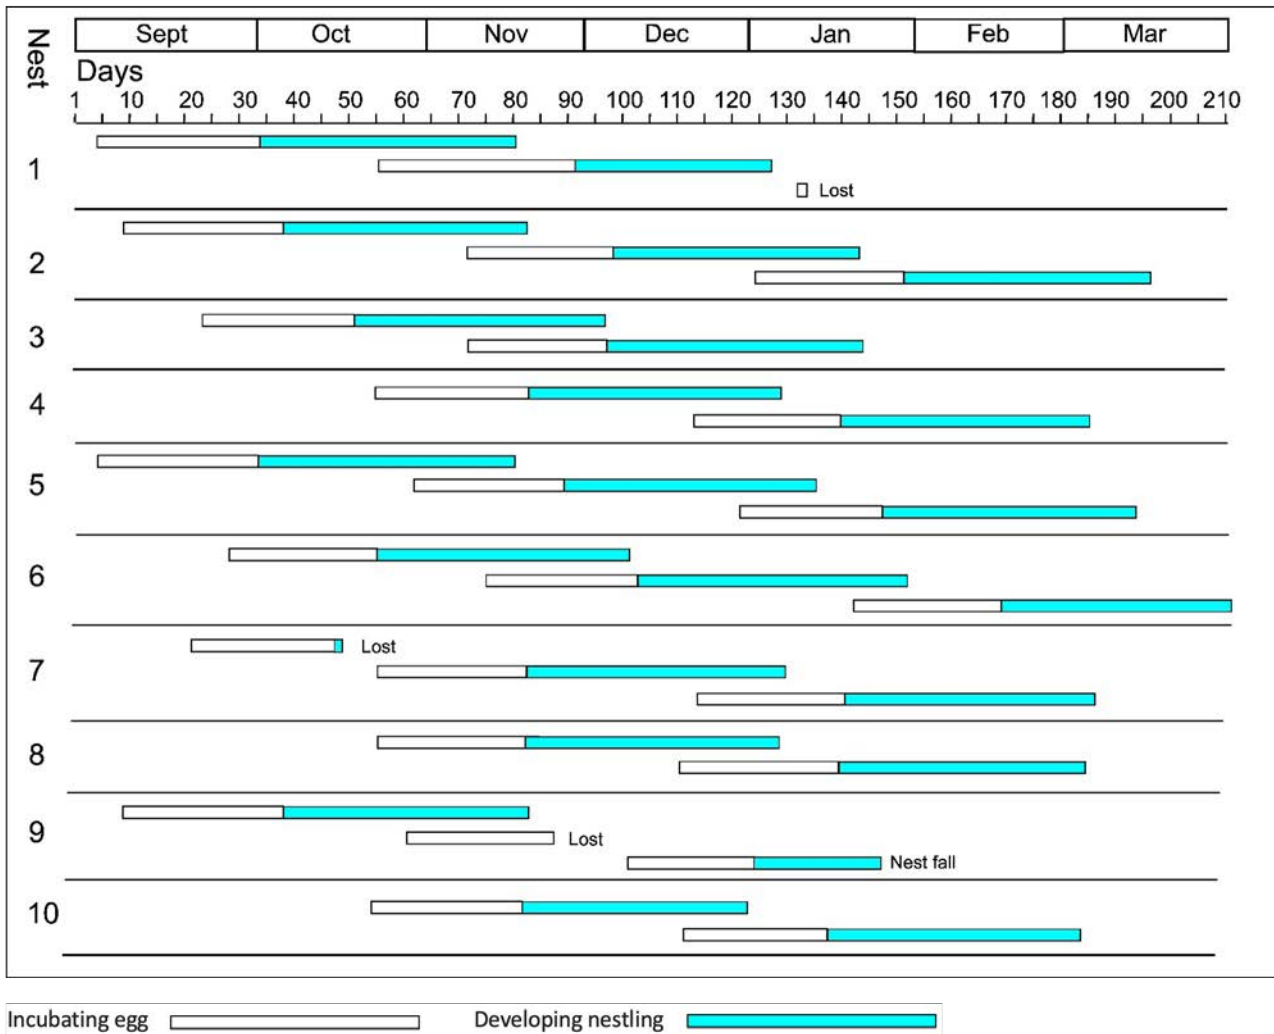 Sept Oct Nov Dec Jan Feb Mar
Nest
Days
1 10 20 30 40 50 60 70 80 90 100 110 120 130 140 150 160 170 180 190 200 210
1
Lost
2
3
4
5
6
7 Lost
8
9 Lost
Nest fall
10
Incubating egg Developing nestling